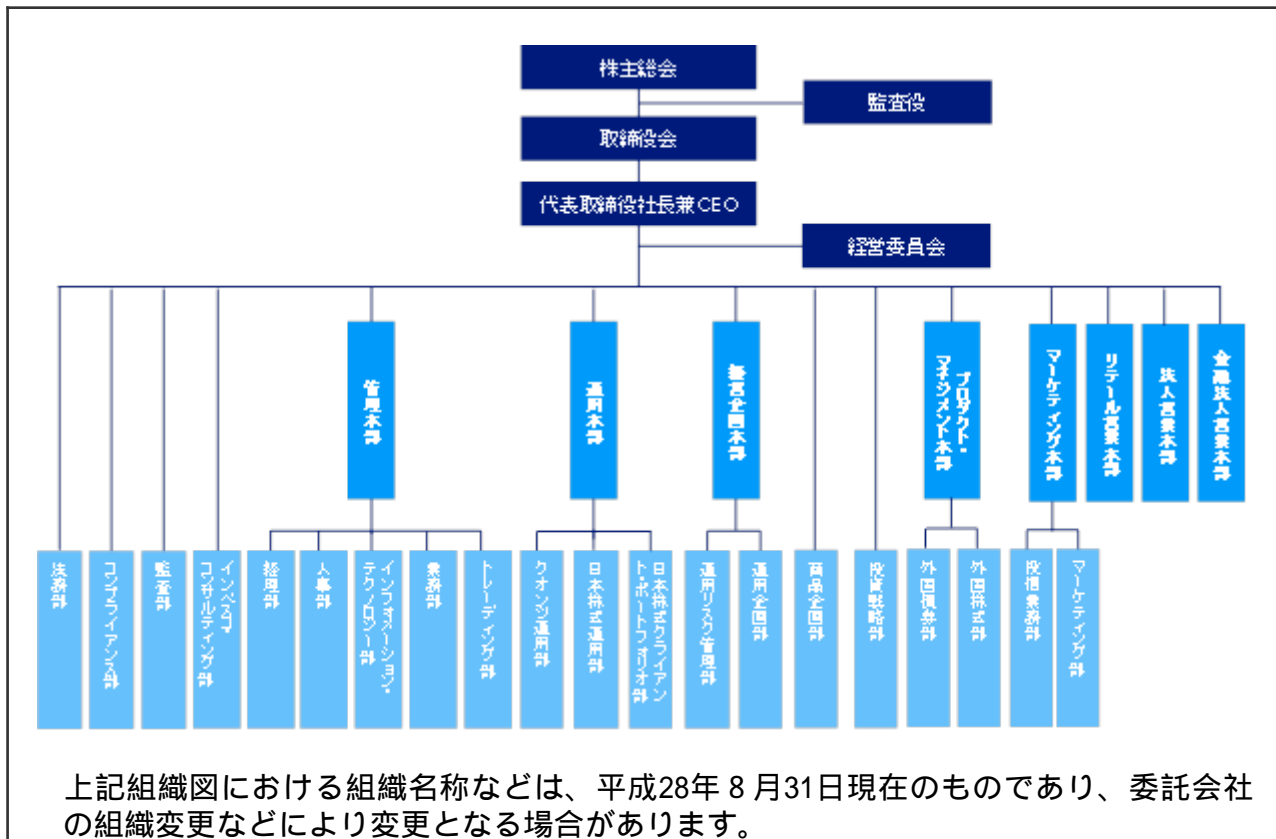 株主総会
監査役
取締役会
代表取締役社長兼CEO
経営委員会
管理本部
運用本部
経営企画本部
プロダクト・
マネジメント本部
マーケティング本部
リテール営業本部
法人営業本部
金融法人営業本部
法務部
コンプライアンス部
監査部
インベスコ・
コンサルティング部
経理部
人事部
インフォメーション・
テクノロジー部
業務部
トレーディング部
クオンツ運用部
日本株式運用部
日本株式クライアン
ト・ポートフォリオ部
運用リスク管理部
運用企画部
商品企画部
投資戦略部
外国債券部
外国株式部
投信業務部
マーケティング部
上記組織図における組織名称などは、平成28年8月31日現在のものであり、委託会社
の組織変更などにより変更となる場合があります。